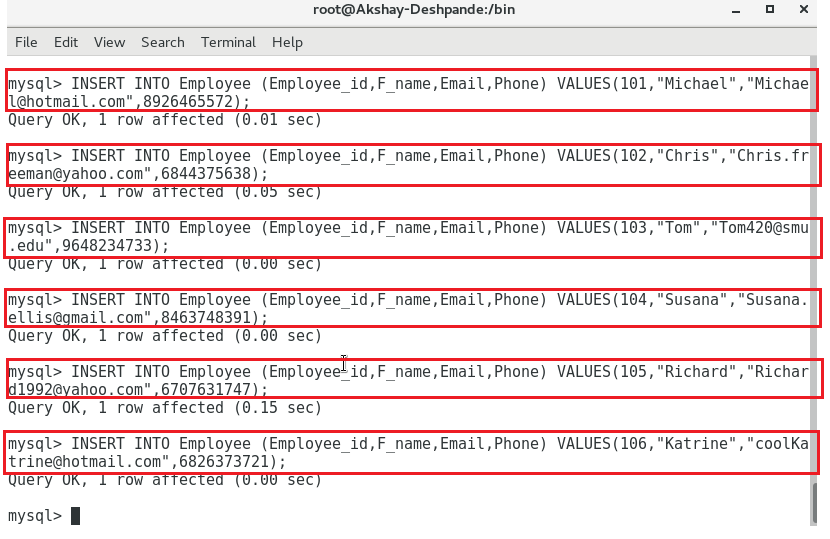 root@Akshay-Deshpande:/bin
File Edit View Search Terminal Help
mysql> INSERT INTO Employee (Employee_id,F_name,Email,Phone) VALUES(101,"Michael","Michae
l@hotmail.com",8926465572);
Query OK, 1 row affected (0.01 sec)
mysql> INSERT INTO Employee (Employee_id,F_name,Email,Phone) VALUES(102,"Chris","Chris.fr
eeman@yahoo.com",6844375638);
Query OK, 1 row affected (0.05 sec)
mysql> INSERT INTO Employee (Employee_id,F_name,Email,Phone) VALUES(103,"Tom","Tom420@smu
.edu",9648234733);
Query OK, 1 row affected (0.00 sec)
mysql> INSERT INTO Employee (Employee_id,F_name,Email,Phone) VALUES(104,"Susana","Susana.
ellis@gmail.com",8463748391);
Query OK, 1 row affected (0.00 sec)
mysql> INSERT INTO Employee (Employee_id,F_name,Email,Phone) VALUES(105,"Richard","Richar
d1992@yahoo.com",6707631747);
Query OK, 1 row affected (0.15 sec)
mysql> INSERT INTO Employee (Employee_id,F_name,Email,Phone) VALUES(106,"Katrine","coolKa
trine@hotmail.com",6826373721);
Query OK, 1 row affected (0.00 sec)
mysql>